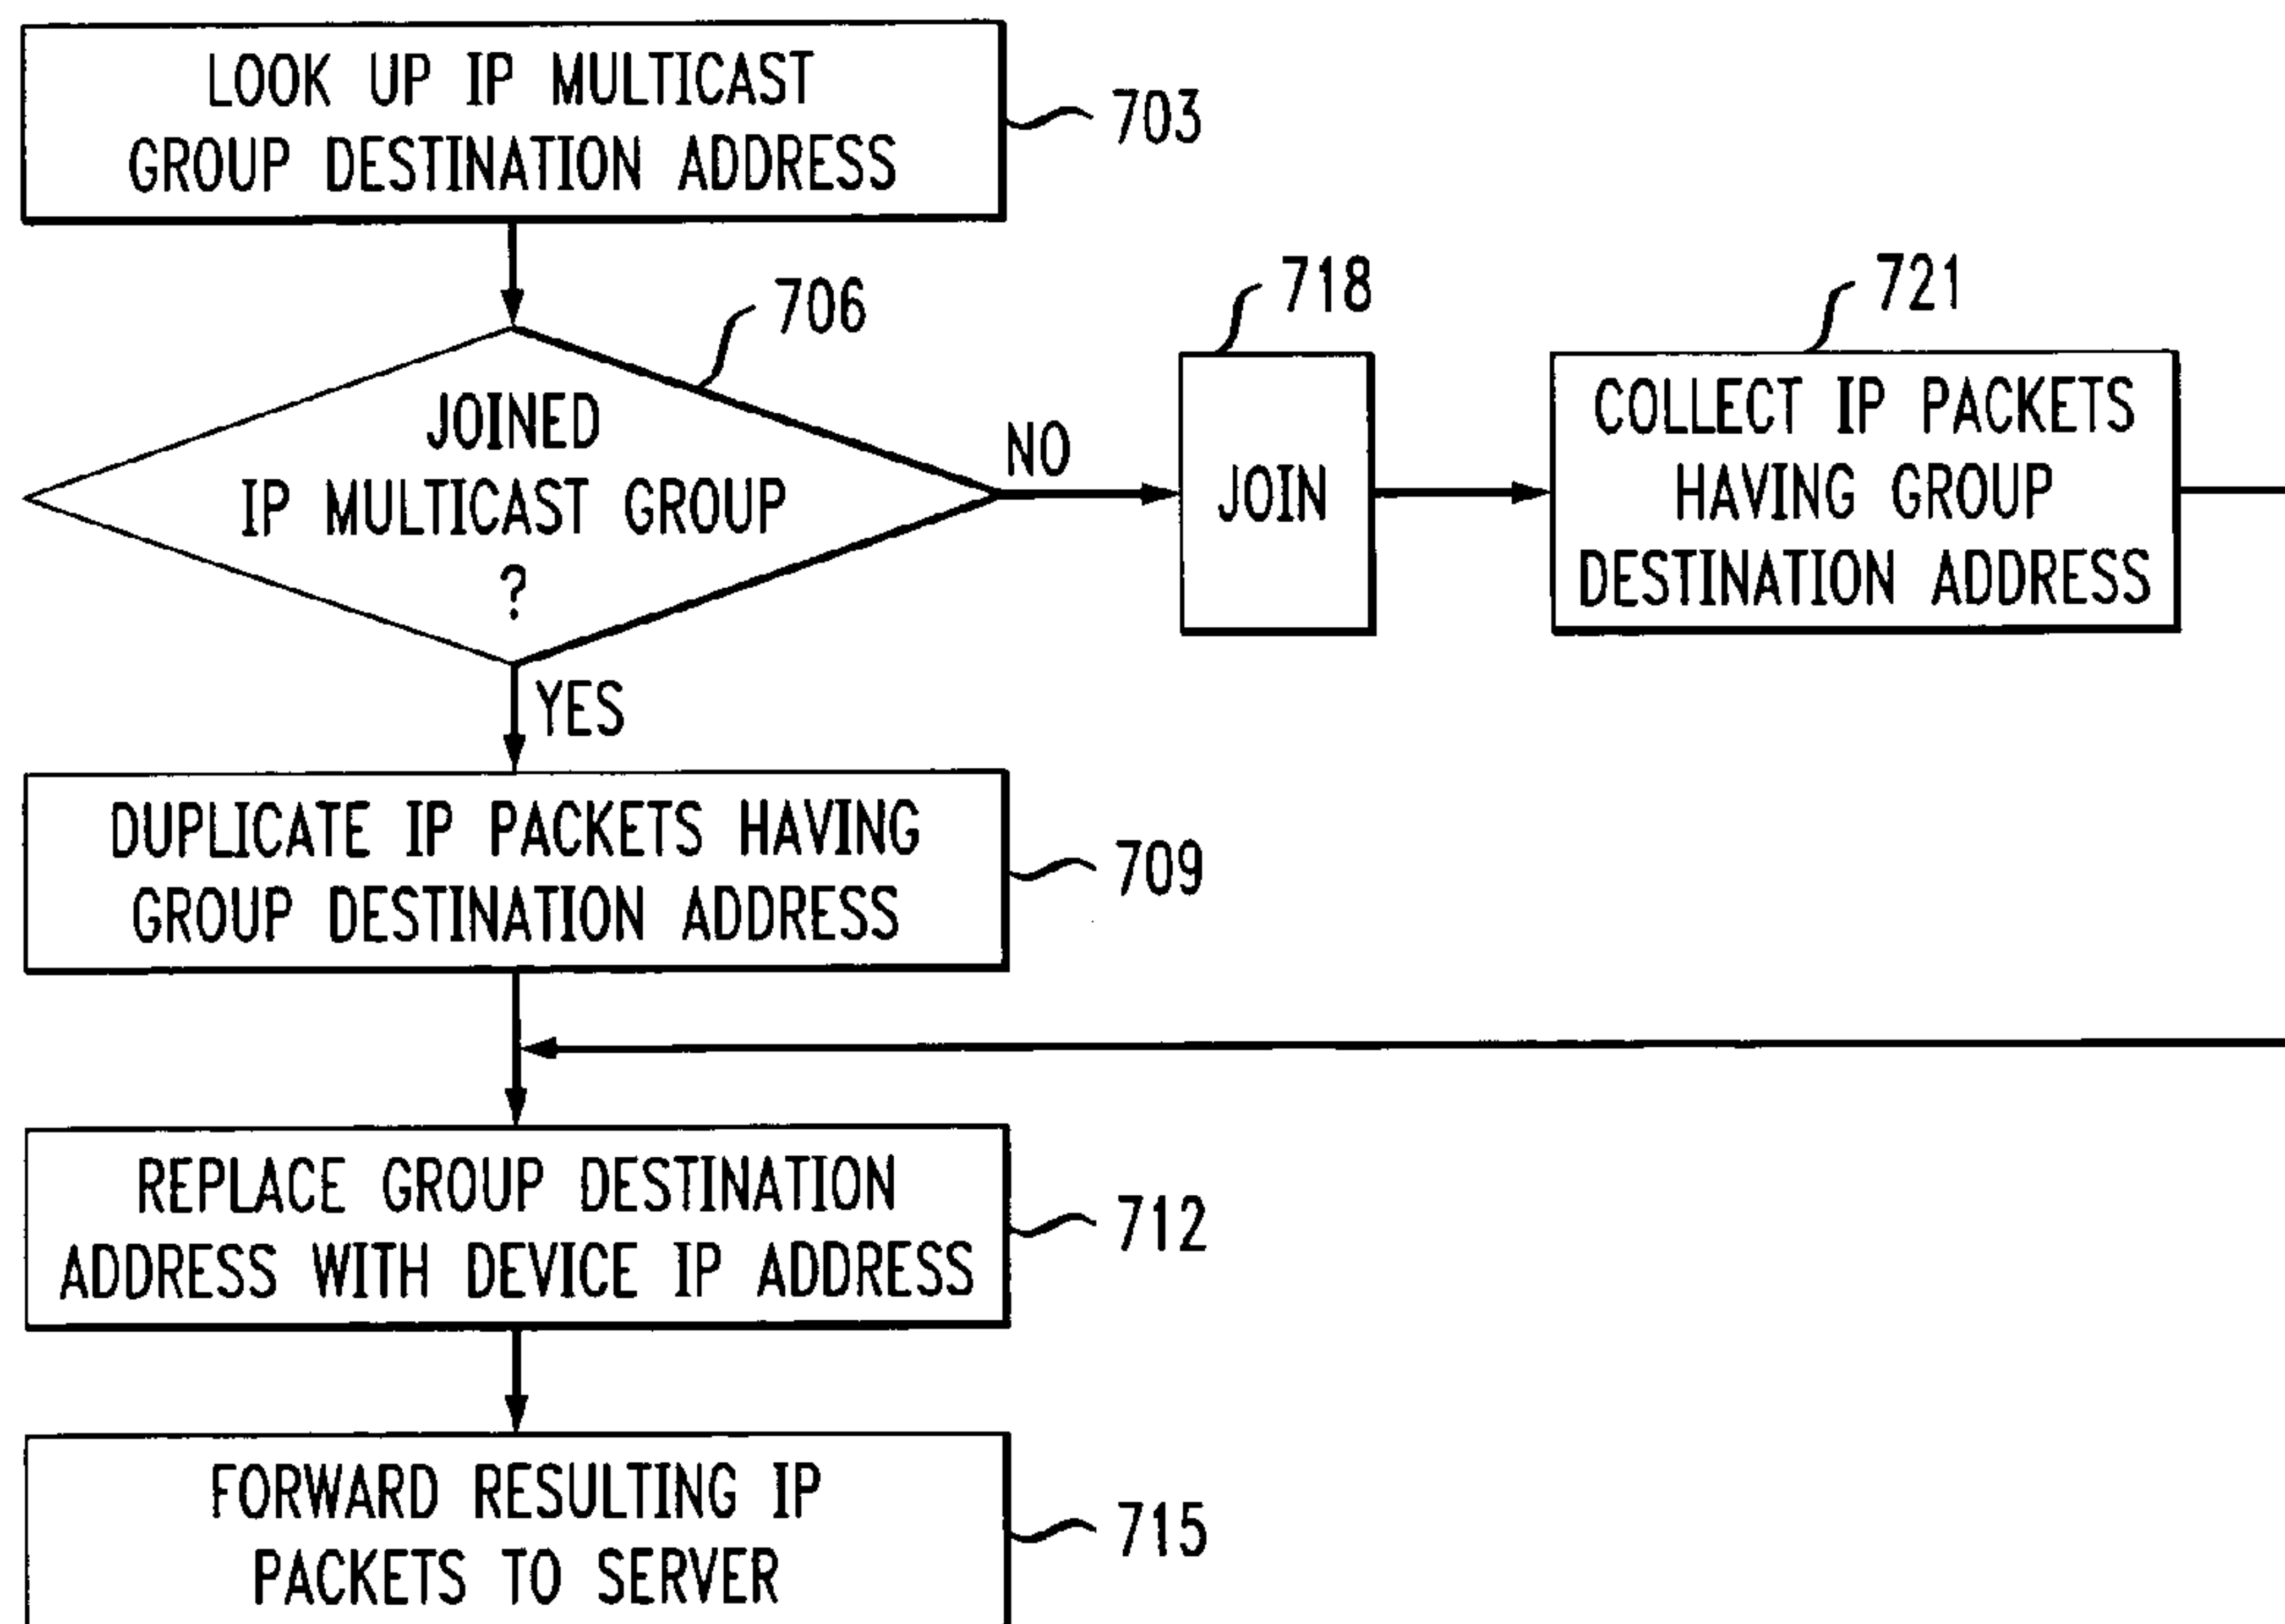 LOOK UP IP MULTICAST
GROUP DESTINATION ADDRESS
703
706
JOINED
IP MULTICAST GROUP
?
NO
718
JOIN
721
COLLECT IP PACKETS
HAVING GROUP
DESTINATION ADDRESS
YES
DUPLICATE IP PACKETS HAVING
GROUP DESTINATION ADDRESS
709
REPLACE GROUP DESTINATION
ADDRESS WITH DEVICE IP ADDRESS
712
FORWARD RESULTING IP
PACKETS TO SERVER
715